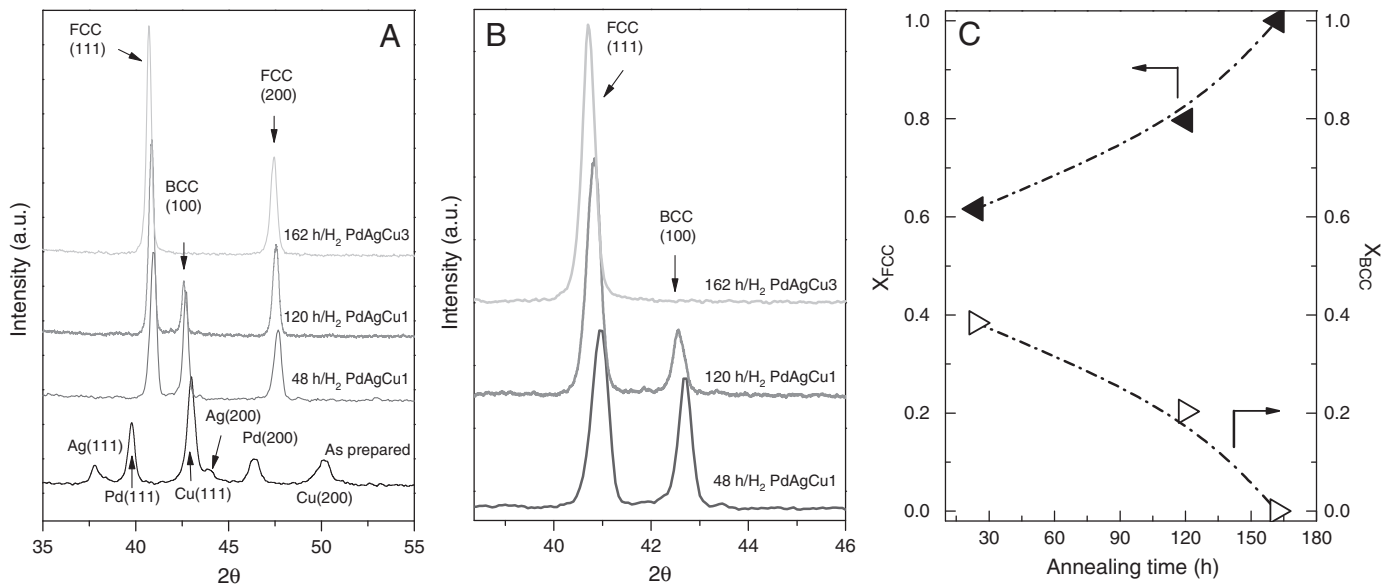 A
FCC
(111)
FCC
(200)
BCC
(100)
162 h/H₂ PdAgCu3
120 h/H₂ PdAgCu1
48 h/H₂ PdAgCu1
Ag(111)
Ag(200)
Pd(200)
As prepared
Pd(111)
Cu(111)
Cu(200)
Intensity (a.u.)
35 40 45 50 55
2θ
B
FCC
(111)
BCC
(100)
162 h/H₂ PdAgCu3
120 h/H₂ PdAgCu1
48 h/H₂ PdAgCu1
Intensity (a.u.)
40 42 44 46
2θ
C
1.0
0.8
0.6
0.4
0.2
0.0
X_FCC
1.0
0.8
0.6
0.4
0.2
0.0
X_BCC
30 60 90 120 150 180
Annealing time (h)